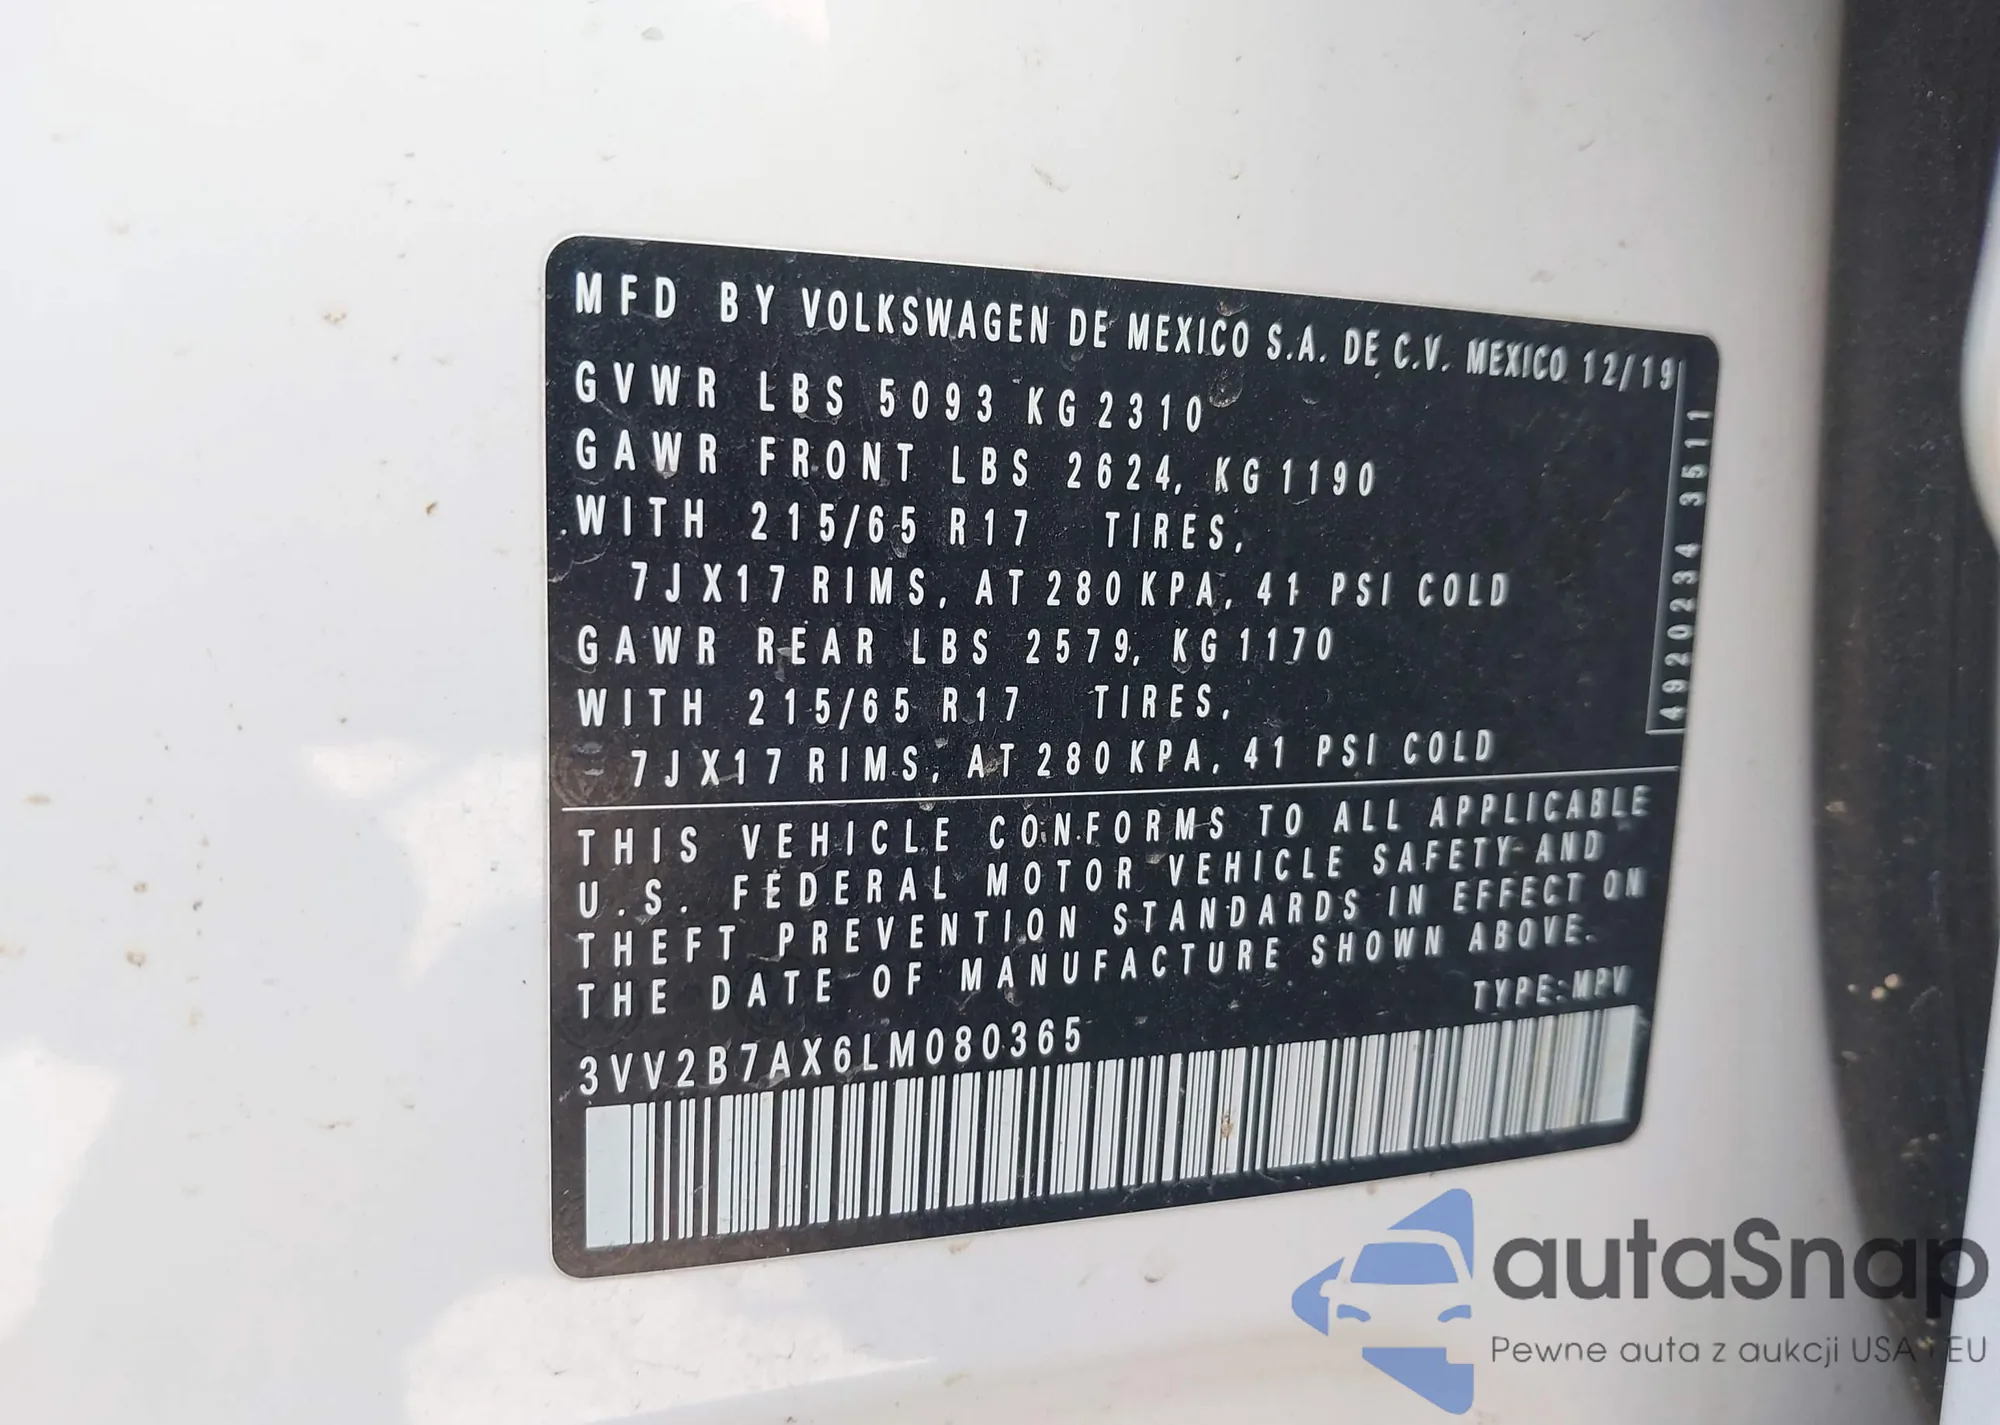 MFD BY VOLKSWAGEN DE MEXICO S.A. DE C.V. MEXICO 12/19
GVWR LBS 5093 KG 2310
GAWR FRONT LBS 2624, KG 1190
WITH 215/65 R17 TIRES,
7JX17 RIMS, AT 280 KPA, 41 PSI COLD
GAWR REAR LBS 2579, KG 1170
WITH 215/65 R17 TIRES,
7JX17 RIMS, AT 280 KPA, 41 PSI COLD
4920234 3511
THIS VEHICLE CONFORMS TO ALL APPLICABLE
U.S. FEDERAL MOTOR VEHICLE SAFETY AND
THEFT PREVENTION STANDARDS IN EFFECT ON
THE DATE OF MANUFACTURE SHOWN ABOVE.
TYPE:MPV
3VV2B7AX6LM080365
autaSnap
Pewne auta z aukcji USA i EU